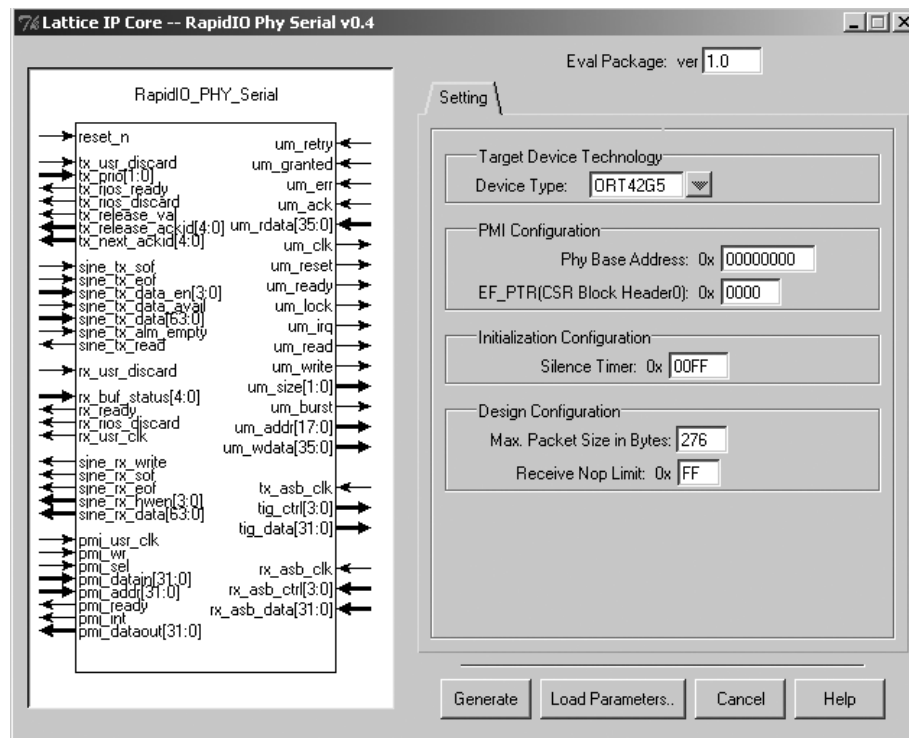 Lattice IP Core -- RapidIO Phy Serial v0.4
Eval Package: ver 1.0
RapidIO_PHY_Serial
reset_n
tx_usr_discard
tx_prio[1:0]
tx_rios_ready
tx_rios_discard
tx_release_val
tx_release_ackid[4:0]
tx_next_ackid[4:0]
sine_tx_sof
sine_tx_eof
sine_tx_data_en[3:0]
sine_tx_data_avail
sine_tx_data[63:0]
sine_tx_alm_empty
sine_tx_read
rx_usr_discard
rx_buf_status[4:0]
rx_ready
rx_rios_discard
rx_usr_clk
sine_rx_write
sine_rx_sof
sine_rx_eof
sine_rx_hwen[3:0]
sine_rx_data[63:0]
pmi_usr_clk
pmi_wr
pmi_sel
pmi_datain[31:0]
pmi_addr[31:0]
pmi_ready
pmi_int
pmi_dataout[31:0]
um_retry
um_granted
um_err
um_ack
um_rdata[35:0]
um_clk
um_reset
um_ready
um_lock
um_irq
um_read
um_write
um_size[1:0]
um_burst
um_addr[17:0]
um_wdata[35:0]
tx_asb_clk
tig_ctrl[3:0]
tig_data[31:0]
rx_asb_clk
rx_asb_ctrl[3:0]
rx_asb_data[31:0]
Setting
Target Device Technology
Device Type: ORT42G5
PMI Configuration
Phy Base Address: 0x 00000000
EF_PTR(CSR Block Header0): 0x 0000
Initialization Configuration
Silence Timer: 0x 00FF
Design Configuration
Max. Packet Size in Bytes: 276
Receive Nop Limit: 0x FF
Generate
Load Parameters..
Cancel
Help